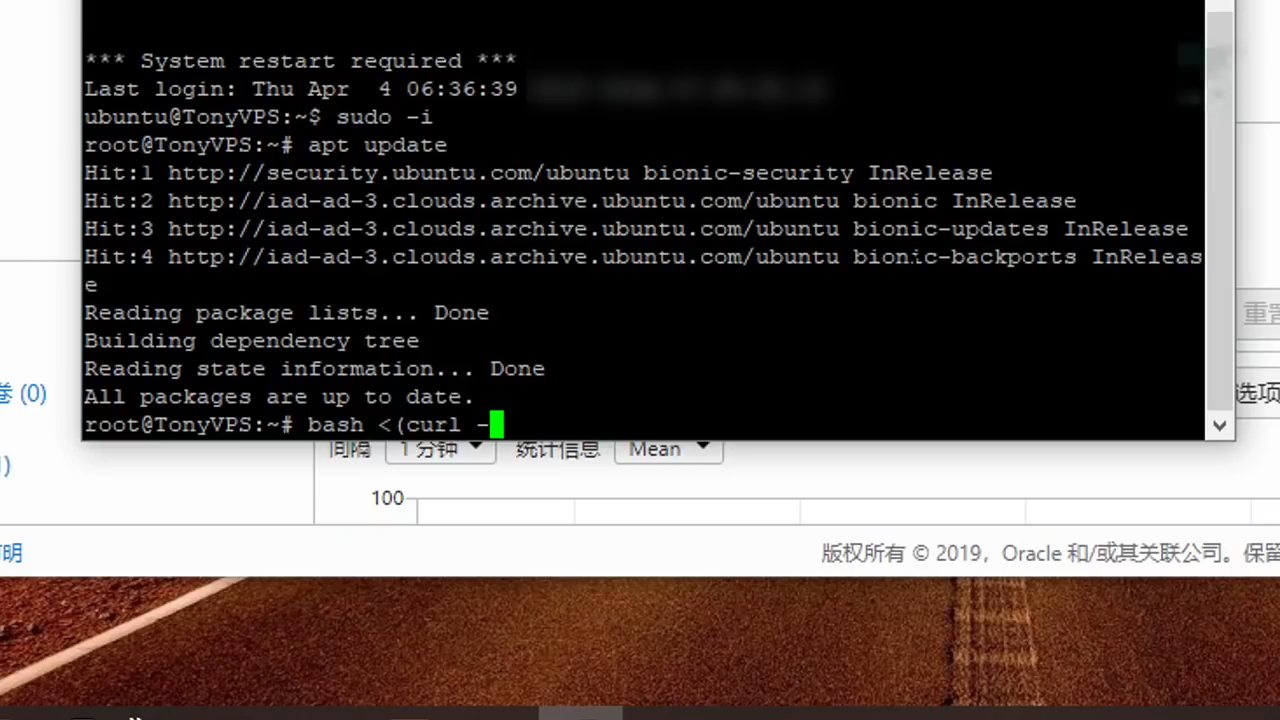 *** System restart required ***
Last login: Thu Apr  4 06:36:39
ubuntu@TonyVPS:~$ sudo -i
root@TonyVPS:~# apt update
Hit:1 http://security.ubuntu.com/ubuntu bionic-security InRelease
Hit:2 http://iad-ad-3.clouds.archive.ubuntu.com/ubuntu bionic InRelease
Hit:3 http://iad-ad-3.clouds.archive.ubuntu.com/ubuntu bionic-updates InRelease
Hit:4 http://iad-ad-3.clouds.archive.ubuntu.com/ubuntu bionic-backports InReleas
e
Reading package lists... Done
Building dependency tree
Reading state information... Done
All packages are up to date.
root@TonyVPS:~# bash <(curl -
重置
卷 (0)
选项
)
间隔 1 分钟 统计信息 Mean
100
明
版权所有 © 2019，Oracle 和/或其关联公司。保留